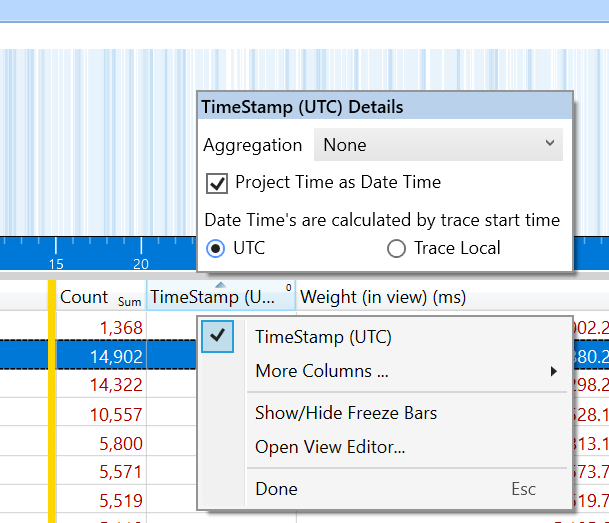 TimeStamp (UTC) Details
Aggregation None
Project Time as Date Time
Date Time's are calculated by trace start time
UTC Trace Local
15 20
Count Sum TimeStamp (U... 0 Weight (in view) (ms)
1,368 002.2
14,902 380.2
14,322 298.2
10,557 528.1
5,800 313.1
5,571 573.7
5,519 519.7
TimeStamp (UTC)
More Columns ...
Show/Hide Freeze Bars
Open View Editor...
Done Esc